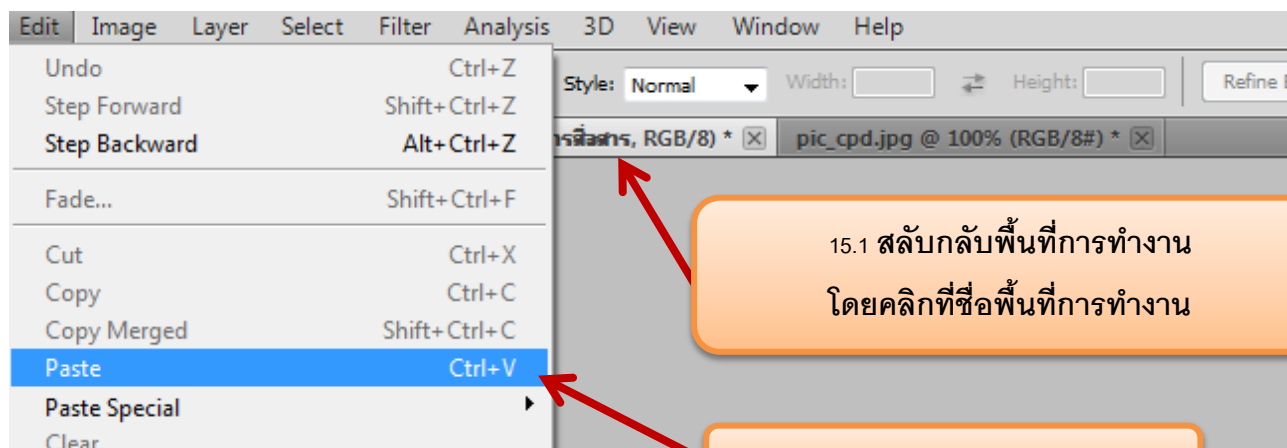 Edit Image Layer Select Filter Analysis 3D View Window Help
Undo Ctrl+Z
Style: Normal Width: Height: Refine
Step Forward Shift+Ctrl+Z
Step Backward Alt+Ctrl+Z
RGB/8) * pic_cpd.jpg @ 100% (RGB/8#) *
Fade... Shift+Ctrl+F
Cut Ctrl+X
Copy Ctrl+C
Copy Merged Shift+Ctrl+C
Paste Ctrl+V
Paste Special
Clear
15.1 สลับกลับพื้นที่การทำงาน
โดยคลิกที่ชื่อพื้นที่การทำงาน